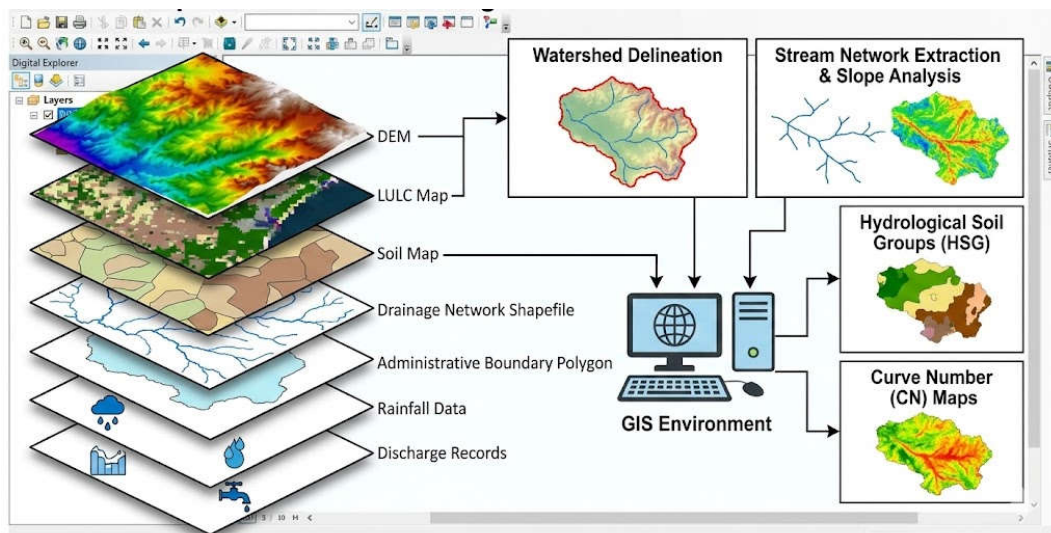 Digital Explorer
Layers
DEM
LULC Map
Soil Map
Drainage Network Shapefile
Administrative Boundary Polygon
Rainfall Data
Discharge Records
Watershed Delineation
Stream Network Extraction
& Slope Analysis
GIS Environment
Hydrological Soil
Groups (HSG)
Curve Number
(CN) Maps